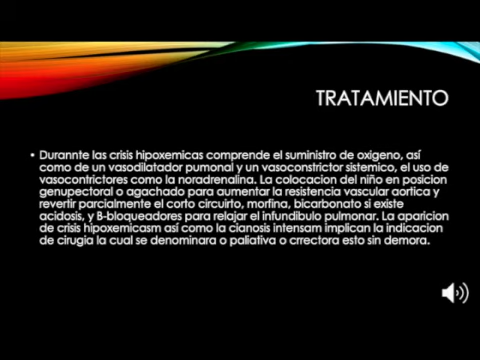 TRATAMIENTO
• Durannte las crisis hipoxemicas comprende el suministro de oxigeno, así
como de un vasodilatador pumonal y un vasoconstrictor sistemico, el uso de
vasocontrictores como la noradrenalina. La colocacion del niño en posicion
genupectoral o agachado para aumentar la resistencia vascular aortica y
revertir parcialmente el corto circuirto, morfina, bicarbonato si existe
acidosis, y B-bloqueadores para relajar el infundibulo pulmonar. La aparicion
de crisis hipoxemicasm así como la cianosis intensam implican la indicacion
de cirugia la cual se denominara o paliativa o crrectora esto sin demora.